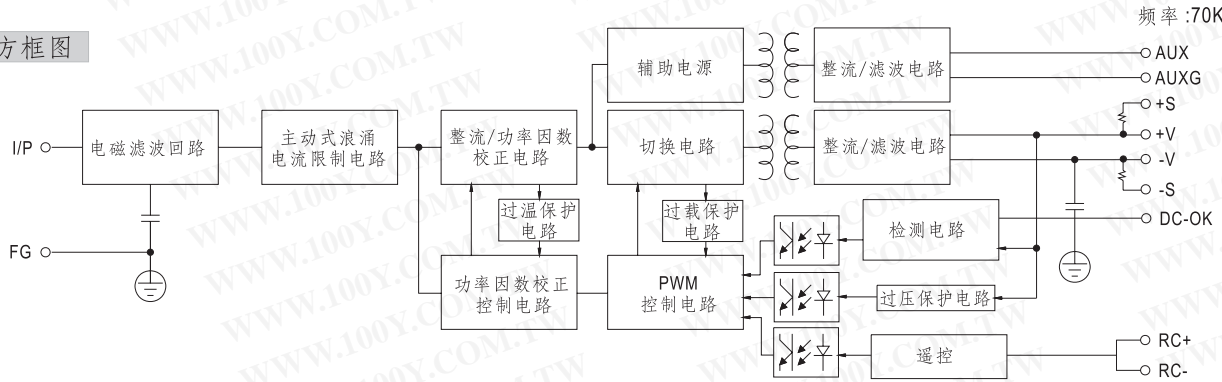 频率:70K
方框图
辅助电源
整流/滤波电路
AUX
AUXG
+S
I/P
电磁滤波回路
主动式浪涌
电流限制电路
整流/功率因数
校正电路
切换电路
整流/滤波电路
+V
-V
-S
过温保护
电路
过载保护
电路
检测电路
DC-OK
FG
功率因数校正
控制电路
PWM
控制电路
过压保护电路
遥控
RC+
RC-
WWW.100Y.COM.TW